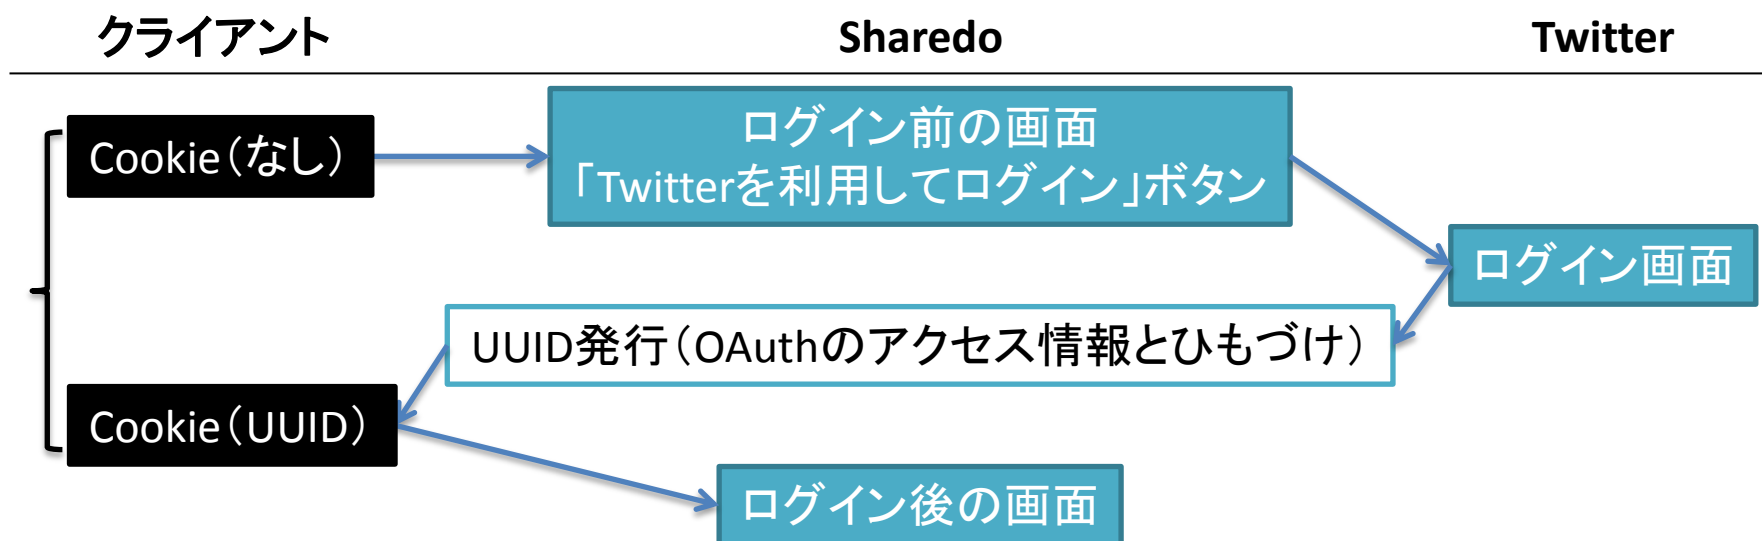 クライアント
Sharedo
Twitter
Cookie（なし）
ログイン前の画面
「Twitterを利用してログイン」ボタン
ログイン画面
UUID発行（OAuthのアクセス情報とひもづけ）
Cookie（UUID）
ログイン後の画面